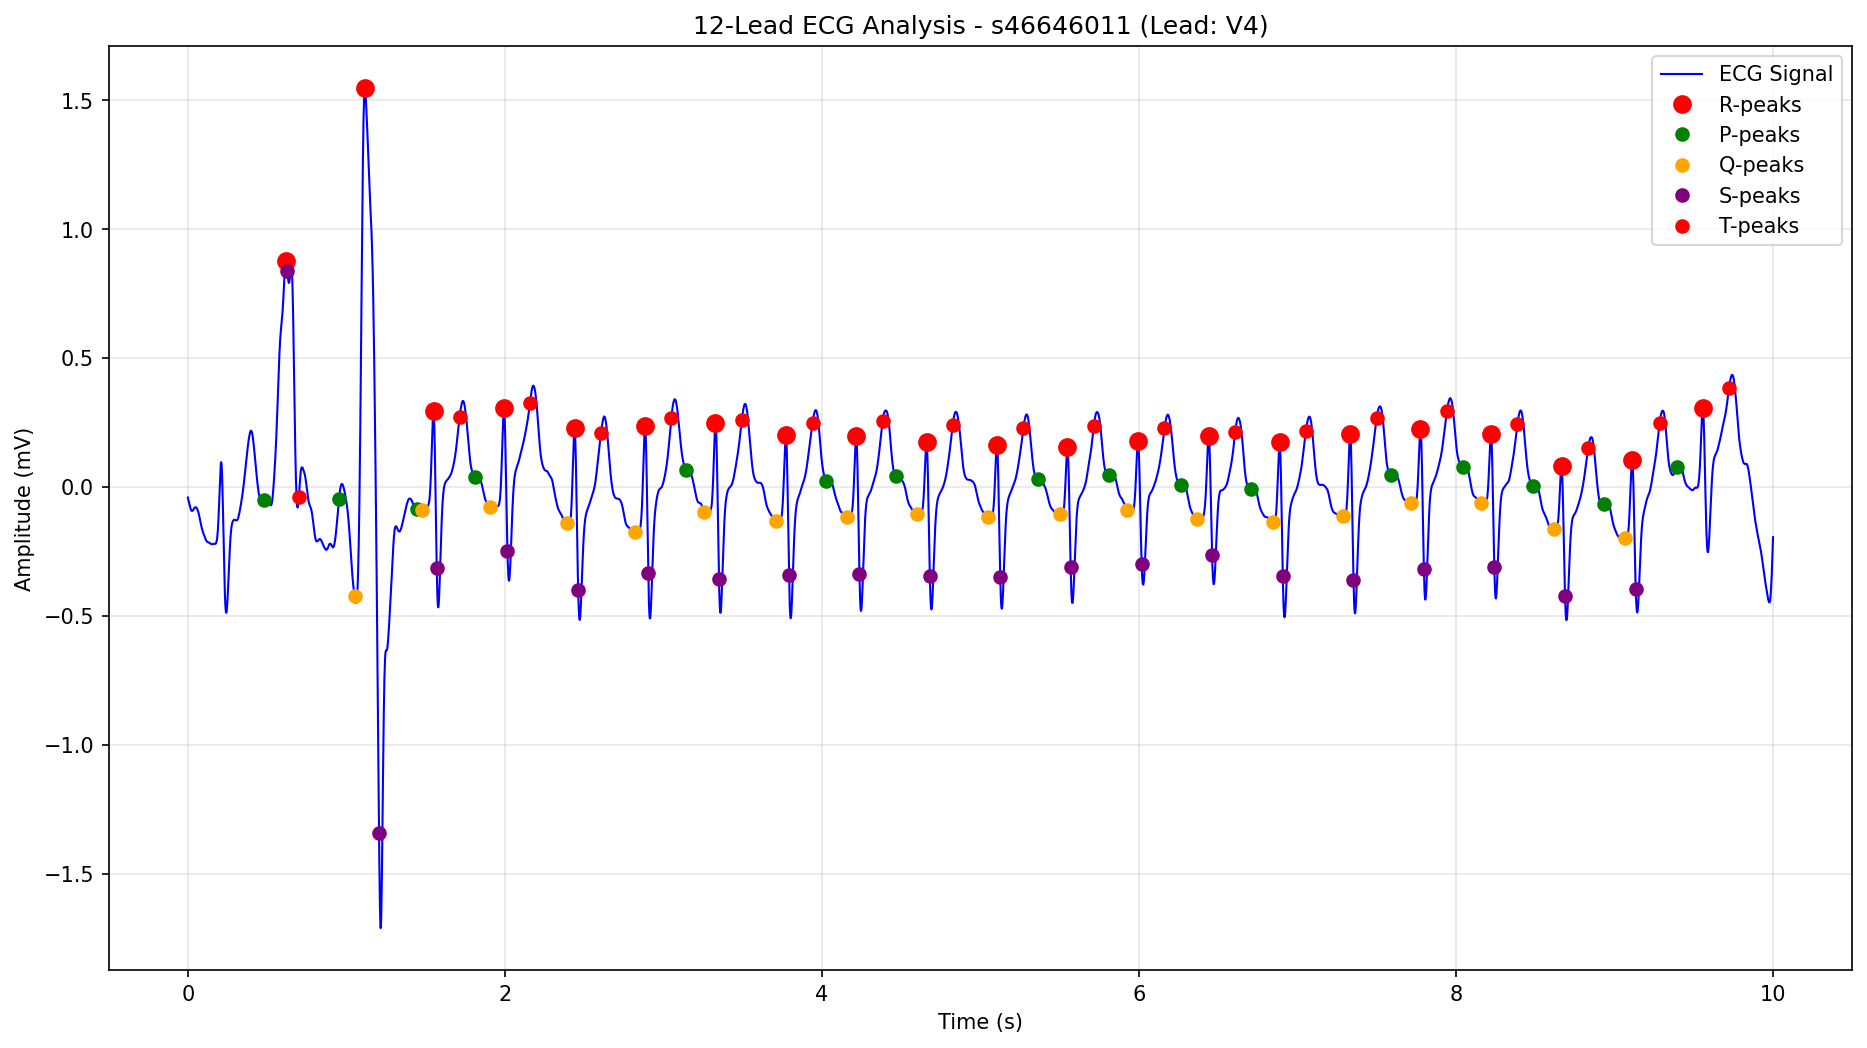 12-Lead ECG Analysis - s46646011 (Lead: V4)
ECG Signal
R-peaks
P-peaks
Q-peaks
S-peaks
T-peaks
Amplitude (mV)
1.5
1.0
0.5
0.0
−0.5
−1.0
−1.5
0 2 4 6 8 10
Time (s)